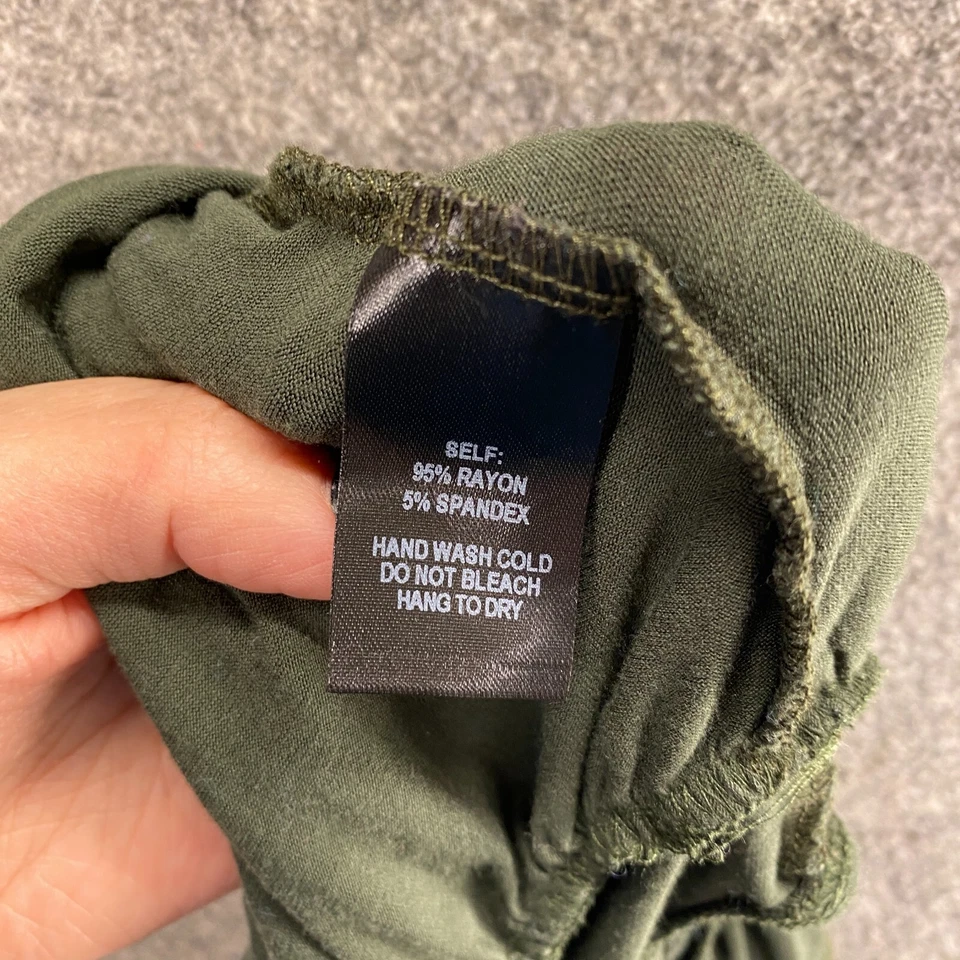 SELF:
95% RAYON
5% SPANDEX
HAND WASH COLD
DO NOT BLEACH
HANG TO DRY